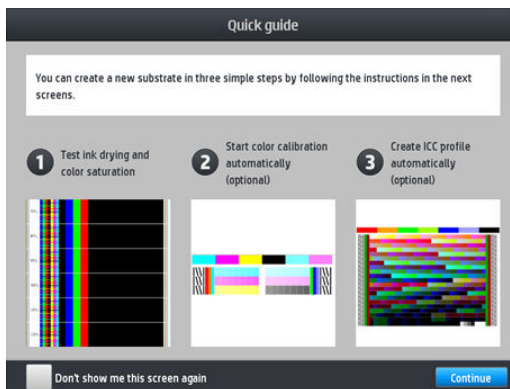 Quick guide
You can create a new substrate in three simple steps by following the instructions in the next
screens.
1
Test ink drying and
color saturation
2
Start color calibration
automatically
(optional)
3
Create ICC profile
automatically
(optional)
Don't show me this screen again
Continue